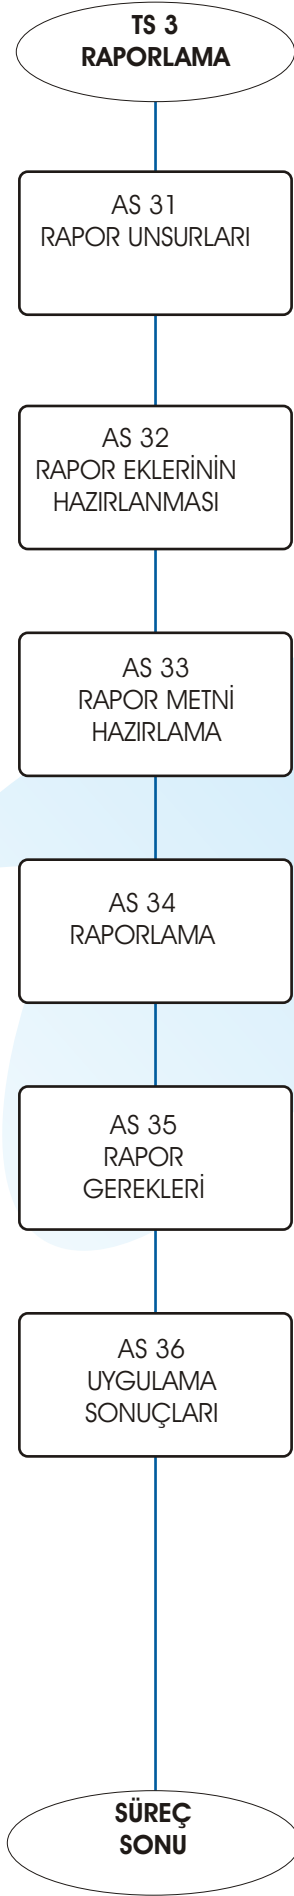 TS 3
RAPORLAMA
AS 31
RAPOR UNSURLARI
AS 32
RAPOR EKLERİNİN
HAZIRLANMASI
AS 33
RAPOR METNİ
HAZIRLAMA
AS 34
RAPORLAMA
AS 35
RAPOR
GEREKLERİ
AS 36
UYGULAMA
SONUÇLARI
SÜREÇ
SONU